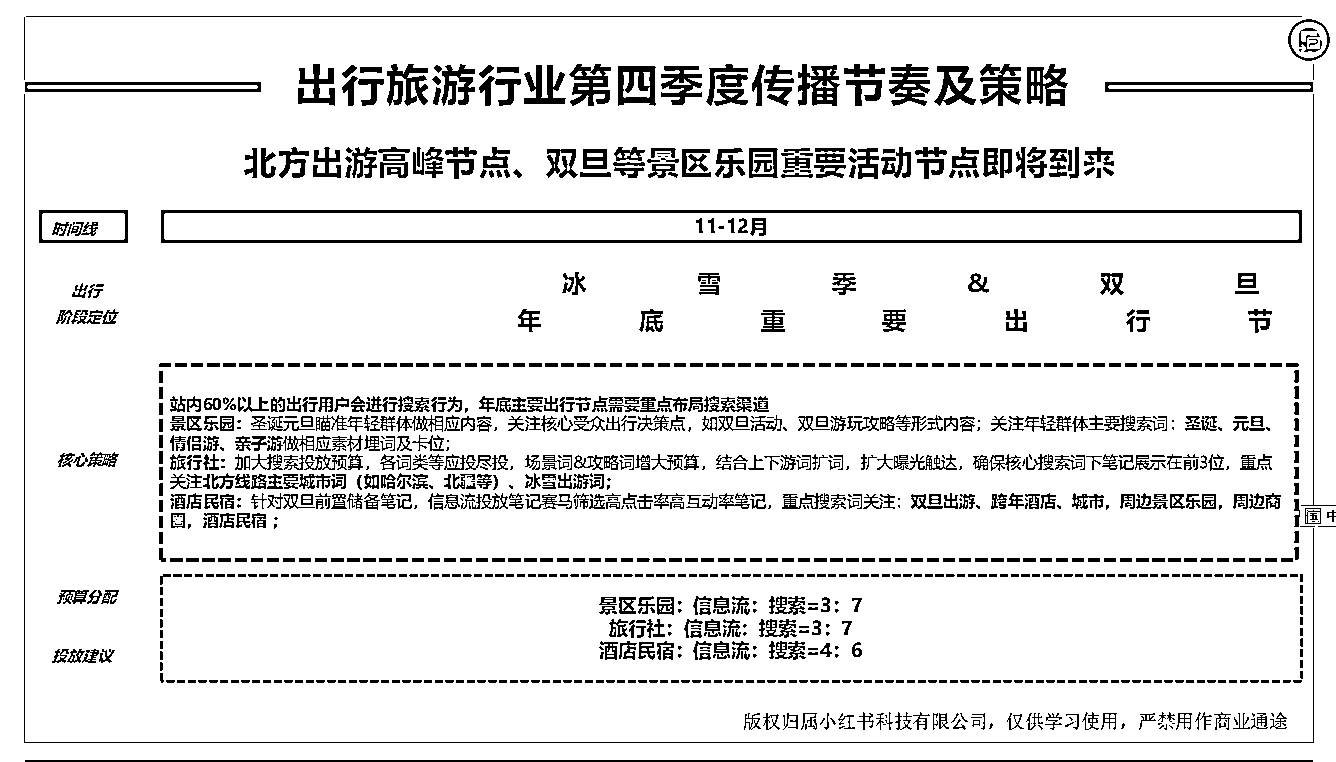 出行旅游行业第四季度传播节奏及策略
北方出游高峰节点、双旦等景区乐园重要活动节点即将到来
时间线
11-12月
出行
阶段定位
冰雪季&双旦
年底重要出行节
核心策略
站内60%以上的出行用户会进行搜索行为，年底主要出行节点需要重点布局搜索渠道
景区乐园：圣诞元旦瞄准年轻群体做相应内容，关注核心受众出行决策点，如双旦活动、双旦游玩攻略等形式内容；关注年轻群体主要搜索词：圣诞、元旦、
情侣游、亲子游做相应素材埋词及卡位；
旅行社：加大搜索投放预算，各词类等应投尽投，场景词&攻略词增大预算，结合上下游词扩词，扩大曝光触达，确保核心搜索词下笔记展示在前3位，重点
关注北方线路主要城市词（如哈尔滨、北疆等）、冰雪出游词；
酒店民宿：针对双旦前置储备笔记，信息流投放笔记赛马筛选高点击率高互动率笔记，重点搜索词关注：双旦出游、跨年酒店、城市，周边景区乐园，周边商
圈，酒店民宿；
预算分配
投放建议
景区乐园：信息流：搜索=3：7
旅行社：信息流：搜索=3：7
酒店民宿：信息流：搜索=4：6
版权归属小红书科技有限公司，仅供学习使用，严禁用作商业通途